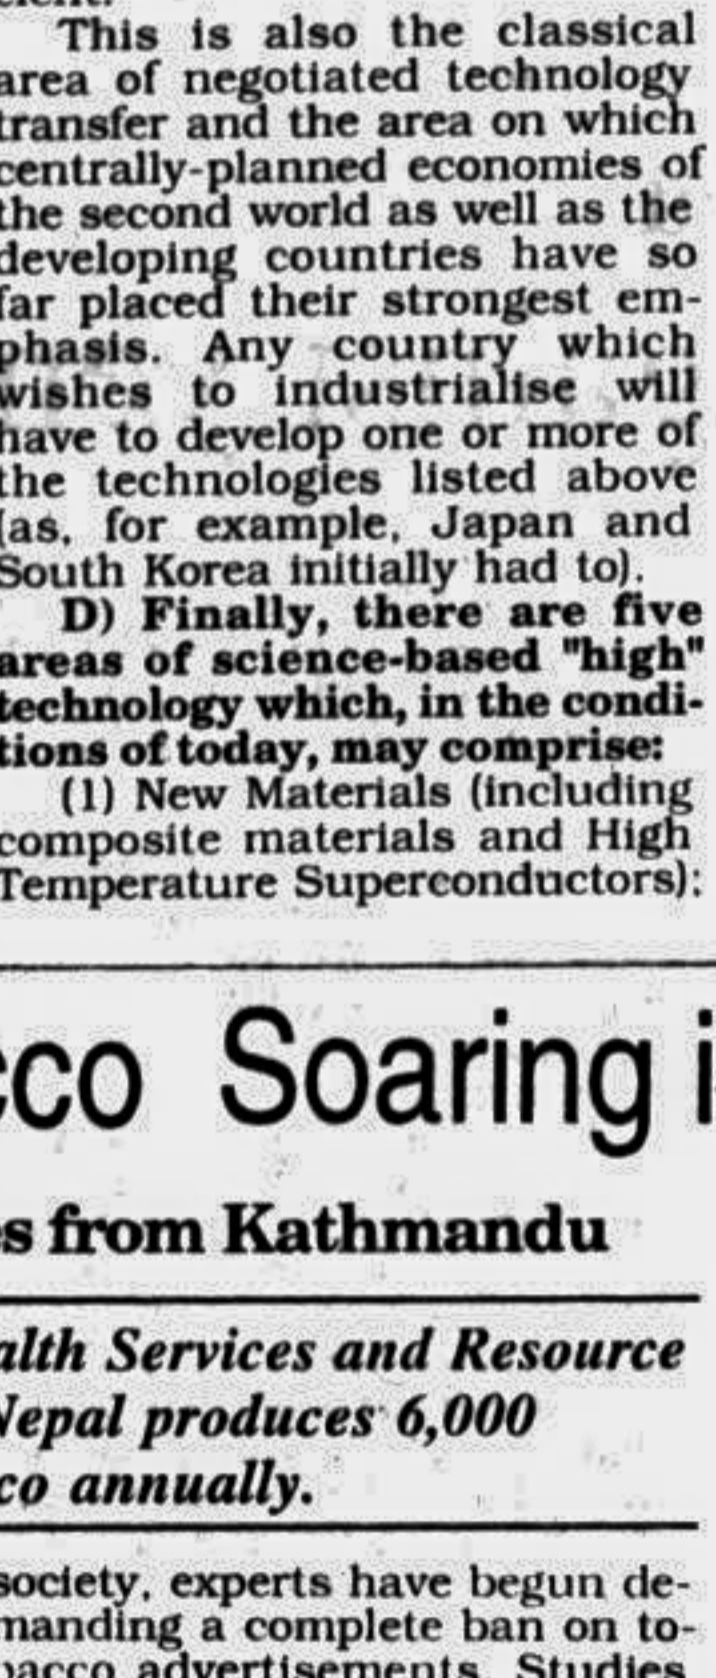 This is also the classical
area of negotiated technology
transfer and the area on which
centrally-planned economies of
the second world as well as the
developing countries have so
far placed their strongest em-
phasis. Any country which
wishes to industrialise will
have to develop one or more of
the technologies listed above
(as, for example, Japan and
South Korea initially had to).
D) Finally, there are five
areas of science-based "high"
technology which, in the condi-
tions of today, may comprise:
(1) New Materials (including
composite materials and High
Temperature Superconductors):
cco Soaring i
s from Kathmandu
alth Services and Resource
Nepal produces 6,000
co annually.
society, experts have begun de-
manding a complete ban on to-
bacco advertisements. Studies